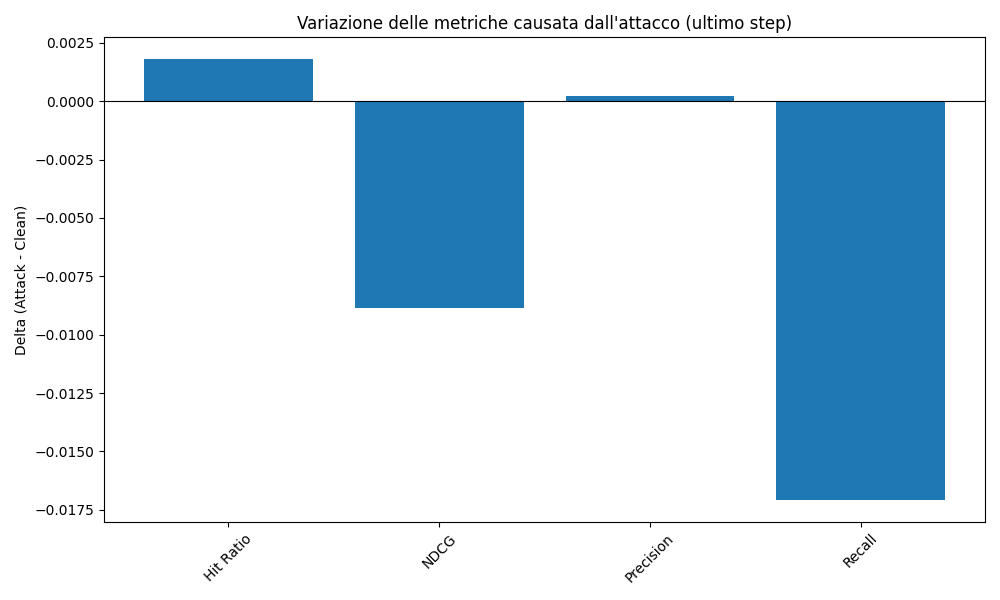 Variazione delle metriche causata dall'attacco (ultimo step)
Delta (Attack - Clean)
0.0025
0.0000
−0.0025
−0.0050
−0.0075
−0.0100
−0.0125
−0.0150
−0.0175
Hit Ratio
NDCG
Precision
Recall